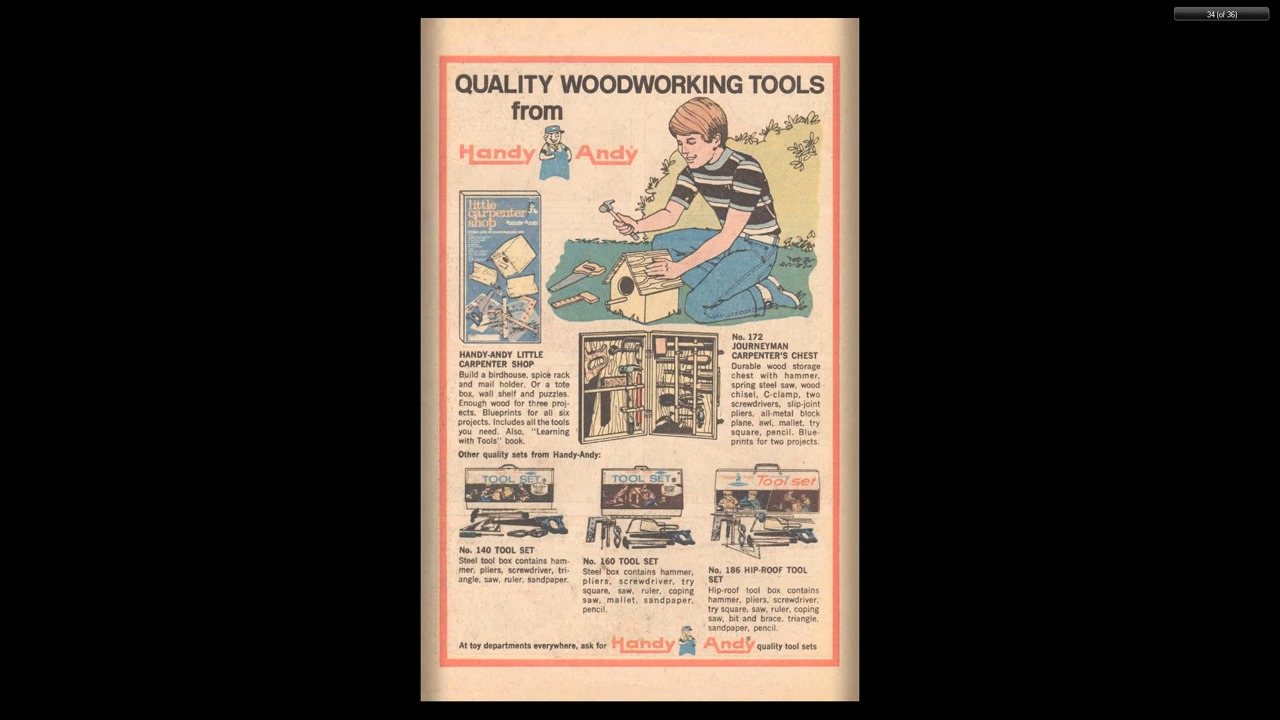 34 (of 36)
QUALITY WOODWORKING TOOLS
from
Handy Andy
little
carpenter
shop
HANDY-ANDY LITTLE
CARPENTER SHOP
Build a birdhouse, spice rack
and mail holder. Or a tote
box, wall shelf and puzzles.
Enough wood for three proj-
ects. Blueprints for all six
projects. Includes all the tools
you need. Also, "Learning
with Tools" book.
No. 172
JOURNEYMAN
CARPENTER'S CHEST
Durable wood storage
chest with hammer,
spring steel saw, wood
chisel, C-clamp, two
screwdrivers, slip-joint
pliers, all-metal block
plane, awl, mallet, try
square, pencil. Blue-
prints for two projects.
Other quality sets from Handy-Andy:
TOOL SET
TOOL SET
Tool set
No. 140 TOOL SET
Steel tool box contains ham-
mer, pliers, screwdriver, tri-
angle, saw, ruler, sandpaper.
No. 160 TOOL SET
Steel box contains hammer,
pliers, screwdriver, try
square, saw, ruler, coping
saw, mallet, sandpaper,
pencil.
No. 186 HIP-ROOF TOOL
SET
Hip-roof tool box contains
hammer, pliers, screwdriver,
try square, saw, ruler, coping
saw, bit and brace, triangle,
sandpaper, pencil.
At toy departments everywhere, ask for Handy Andy® quality tool sets